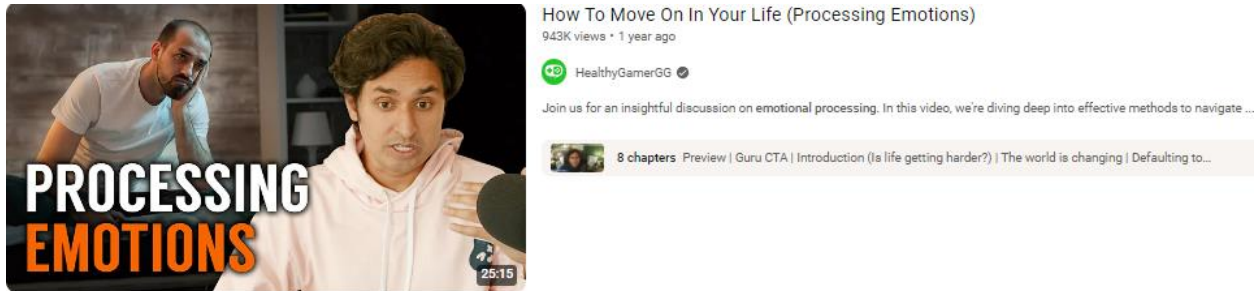 PROCESSING
EMOTIONS
25:15
How To Move On In Your Life (Processing Emotions)
943K views • 1 year ago
HealthyGamerGG
Join us for an insightful discussion on emotional processing. In this video, we're diving deep into effective methods to navigate ...
8 chapters Preview | Guru CTA | Introduction (Is life getting harder?) | The world is changing | Defaulting to...